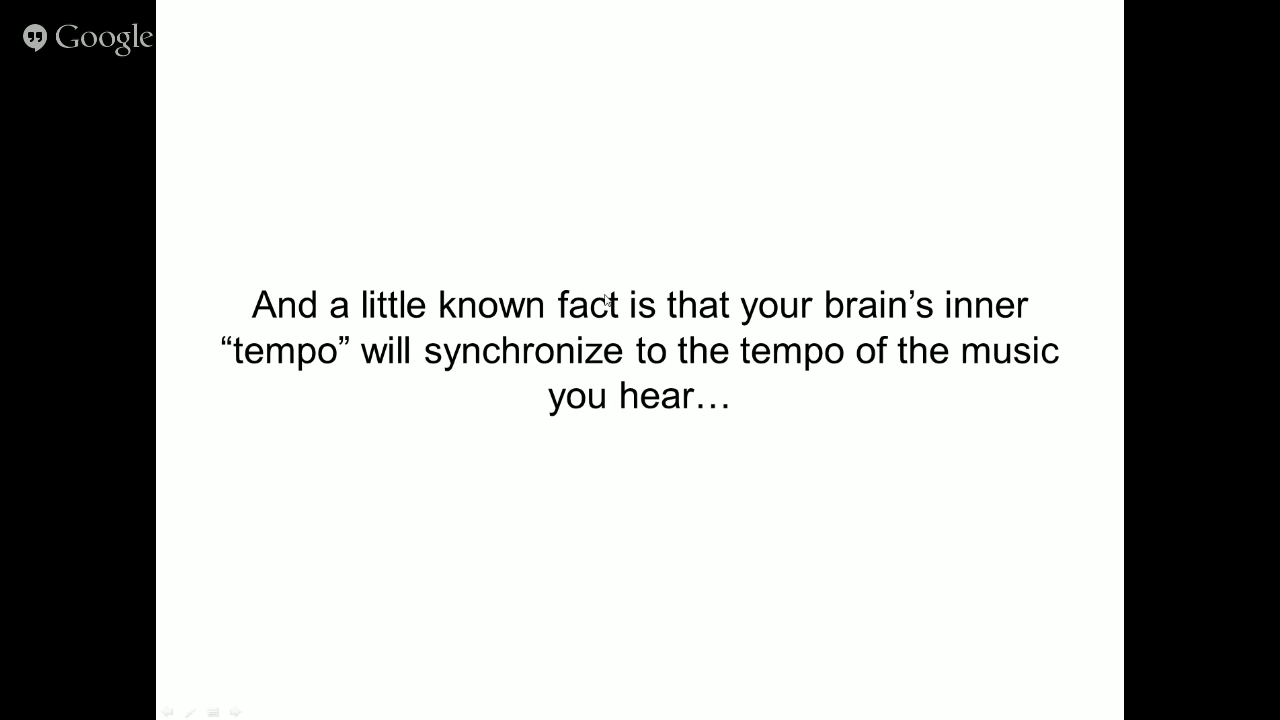 Google
And a little known fact is that your brain’s inner
“tempo” will synchronize to the tempo of the music
you hear…